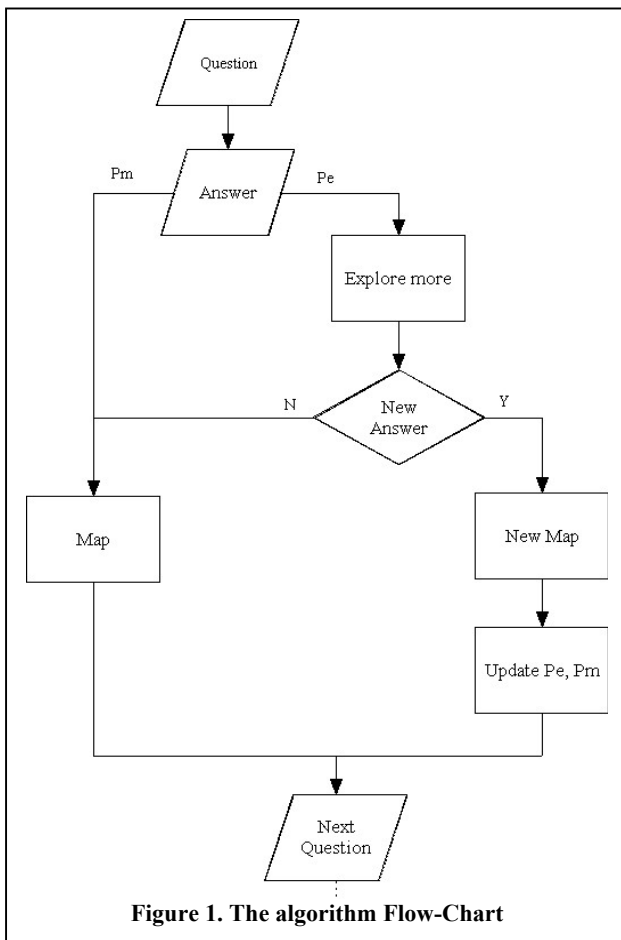 Question
Pm
Answer
Pe
Explore more
N
New
Answer
Y
Map
New Map
Update Pe, Pm
Next
Question
Figure 1. The algorithm Flow-Chart